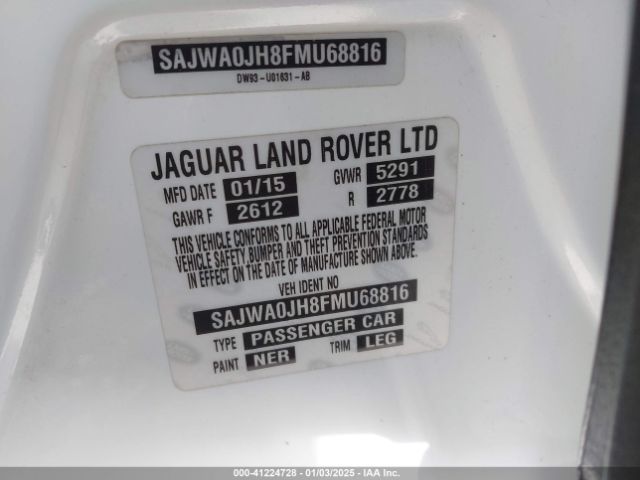 SAJWA0JH8FMU68816
DW93-U01631-AB
JAGUAR LAND ROVER LTD
MFD DATE 01/15 GVWR 5291
GAWR F 2612 R 2778
THIS VEHICLE CONFORMS TO ALL APPLICABLE FEDERAL MOTOR
VEHICLE SAFETY, BUMPER AND THEFT PREVENTION STANDARDS
IN EFFECT ON THE DATE OF MANUFACTURE SHOWN ABOVE.
VEH IDENT NO
SAJWA0JH8FMU68816
TYPE PASSENGER CAR
PAINT NER TRIM LEG
000-41224728 - 01/03/2025 - IAA Inc.